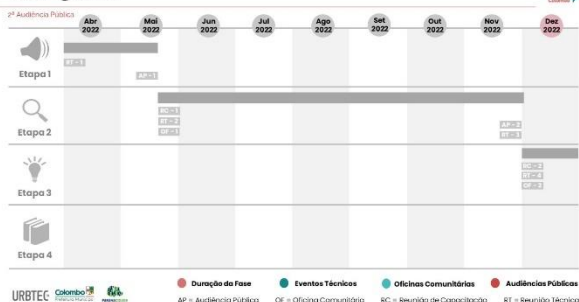 2ª Audiência Pública
Abr 2022
Mai 2022
Jun 2022
Jul 2022
Ago 2022
Set 2022
Out 2022
Nov 2022
Dez 2022
Etapa 1
RT - 1
AP - 1
Etapa 2
RC - 1
RT - 2
OF - 1
AP - 2
RT - 3
Etapa 3
RC - 2
RT - 4
OF - 2
Etapa 4
URBTEC
Colombo
Duração da Fase
Eventos Técnicos
Oficinas Comunitárias
Audiências Públicas
AP = Audiência Pública
OF = Oficina Comunitária
RC = Reunião de Capacitação
RT = Reunião Técnica